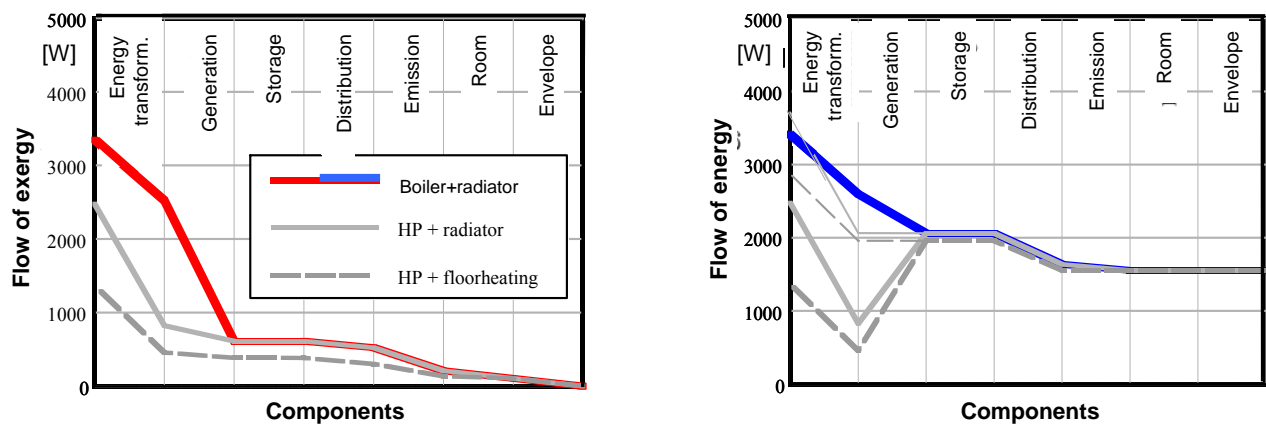 5000
[W]
4000
3000
2000
1000
0
Flow of exergy
Energy
transform.
Generation
Storage
Distribution
Emission
Room
Envelope
Boiler+radiator
HP + radiator
HP + floorheating
Components
5000
[W]
4000
3000
2000
1000
0
Flow of energy
Energy
transform.
Generation
Storage
Distribution
Emission
Room
Envelope
Components